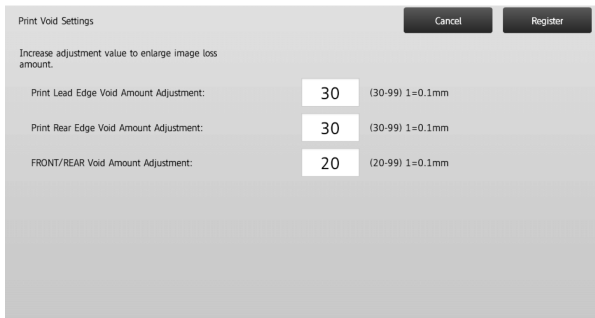 Print Void Settings
Cancel
Register
Increase adjustment value to enlarge image loss
amount.
Print Lead Edge Void Amount Adjustment: 30 (30-99) 1=0.1mm
Print Rear Edge Void Amount Adjustment: 30 (30-99) 1=0.1mm
FRONT/REAR Void Amount Adjustment: 20 (20-99) 1=0.1mm